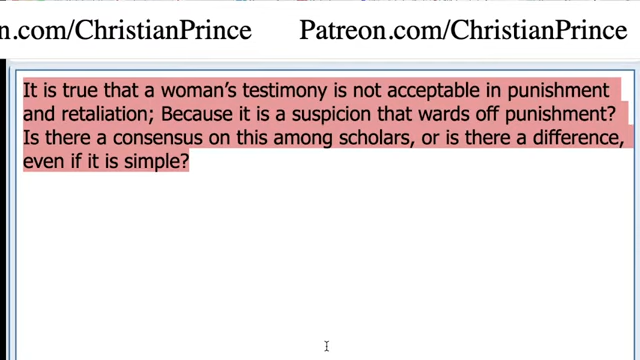 n.com/ChristianPrince Patreon.com/ChristianPrince
It is true that a woman's testimony is not acceptable in punishment
and retaliation; Because it is a suspicion that wards off punishment?
Is there a consensus on this among scholars, or is there a difference,
even if it is simple?